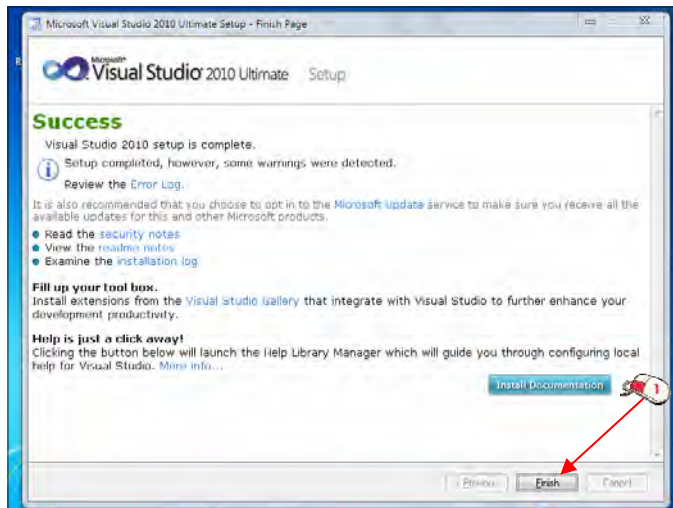 Microsoft Visual Studio 2010 Ultimate Setup - Finish Page
Microsoft
Visual Studio 2010 Ultimate Setup
Success
Visual Studio 2010 setup is complete.
Setup completed, however, some warnings were detected.
Review the Error Log.
It is also recommended that you choose to opt in to the Microsoft Update service to make sure you receive all the
available updates for this and other Microsoft products.
Read the security notes
View the readme notes
Examine the installation log
Fill up your tool box.
Install extensions from the Visual Studio Gallery that integrate with Visual Studio to further enhance your
development productivity.
Help is just a click away!
Clicking the button below will launch the Help Library Manager which will guide you through configuring local
help for Visual Studio. More info...
Install Documentation
1
< Previous Finish Cancel